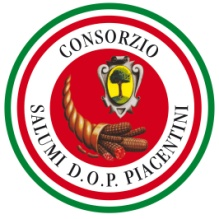 CONSORZIO
SALUMI D.O.P. PIACENTINI